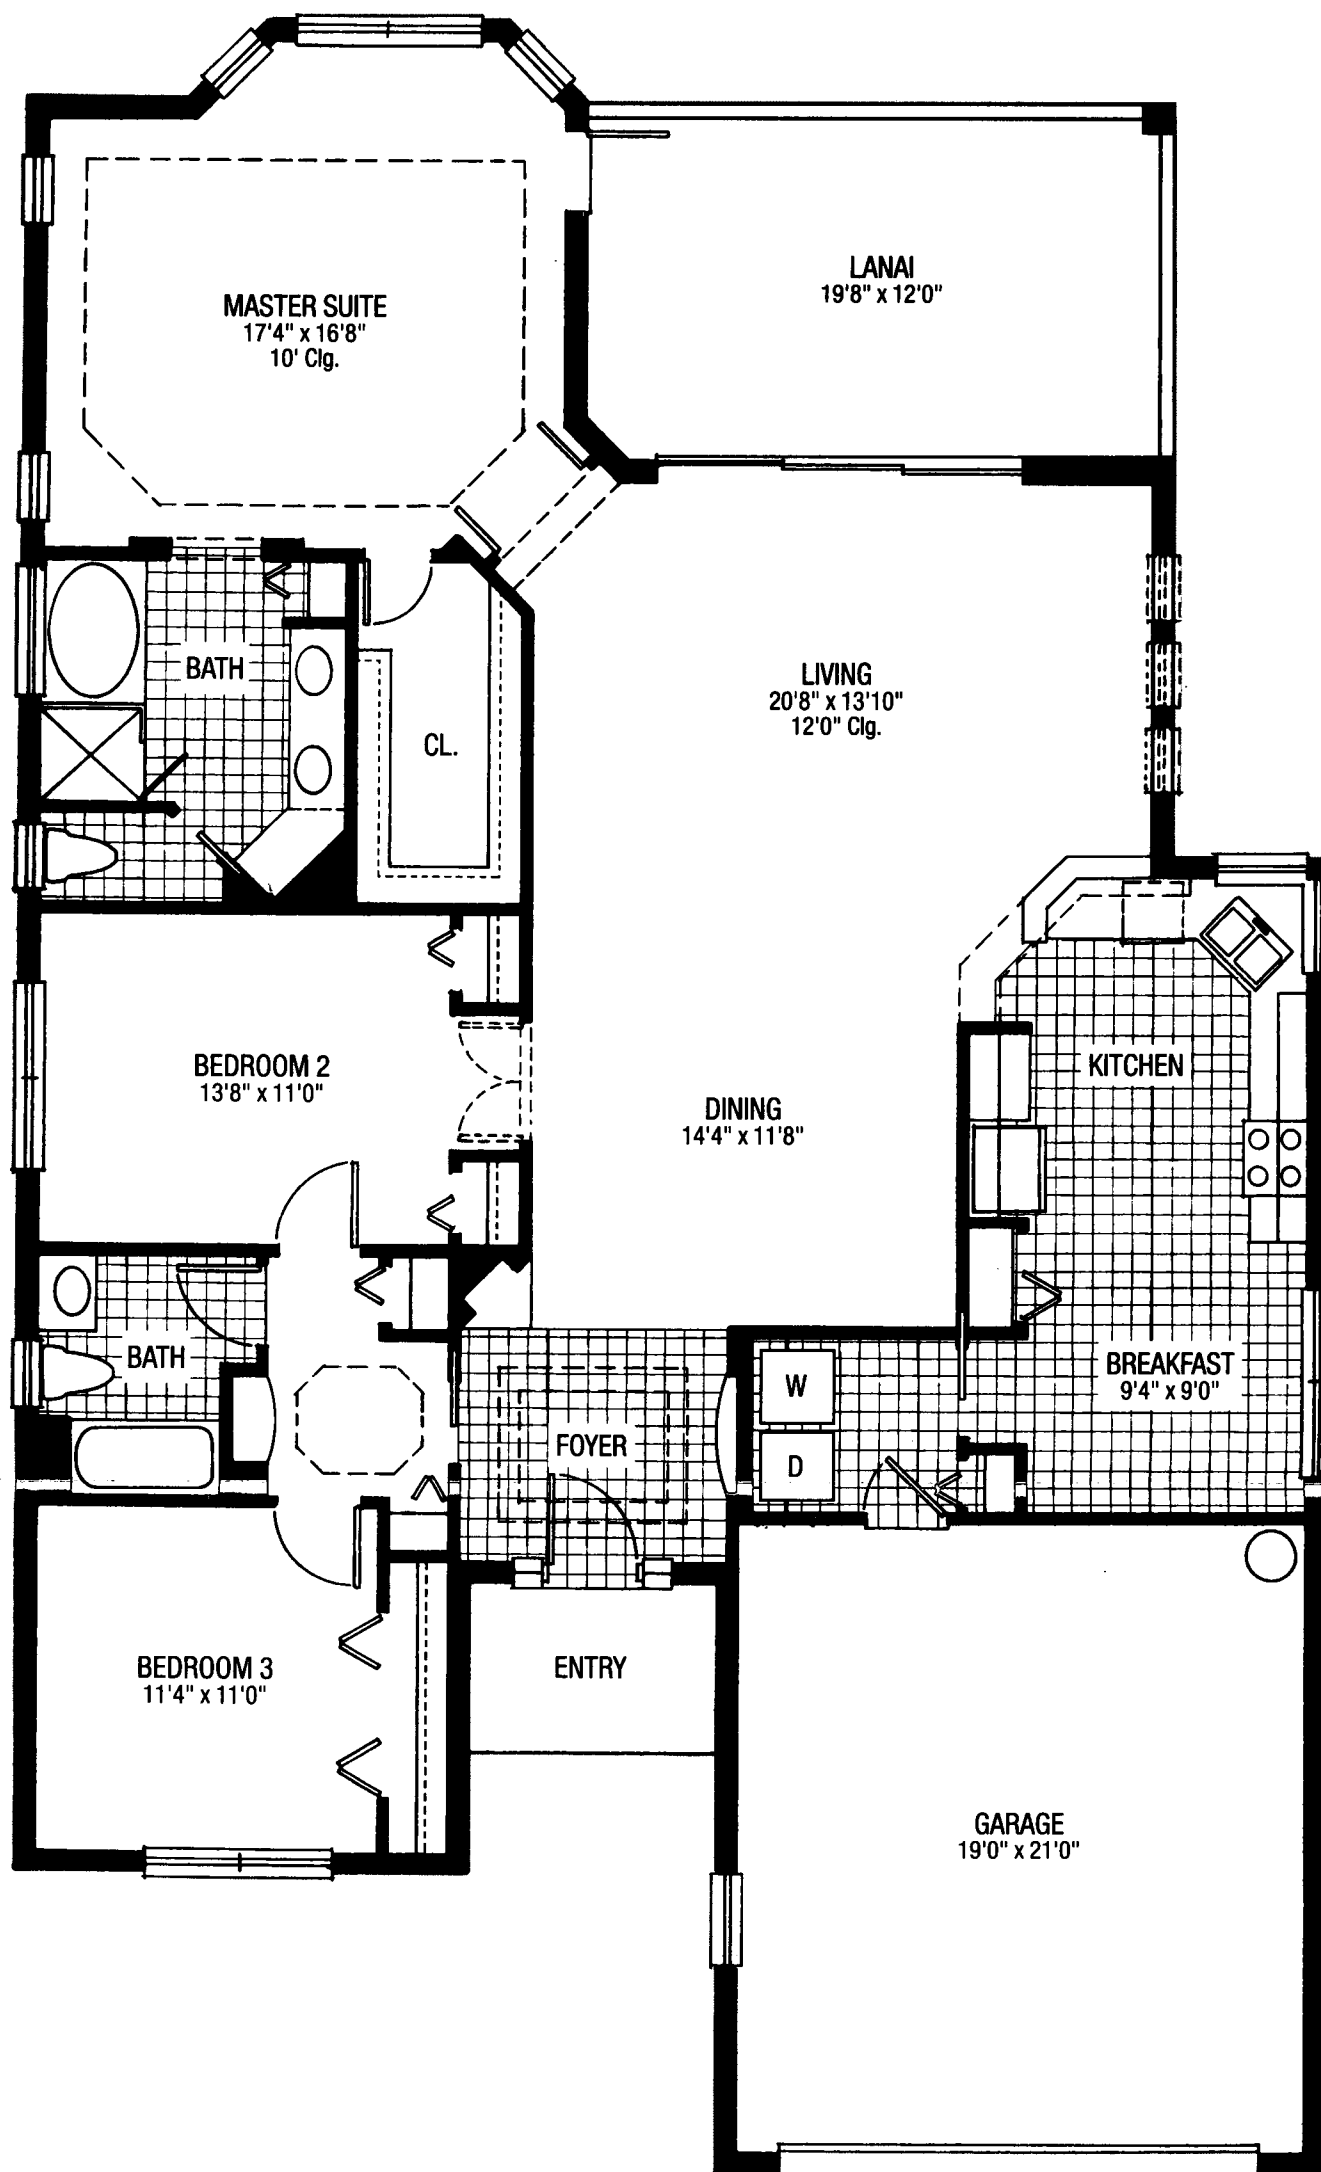 LANAI
19'8" x 12'0"
MASTER SUITE
17'4" x 16'8"
10' Clg.
BATH
LIVING
20'8" x 13'10"
12'0" Clg.
CL.
BEDROOM 2
13'8" x 11'0"
KITCHEN
DINING
14'4" x 11'8"
BATH
BREAKFAST
9'4" x 9'0"
W
FOYER
D
BEDROOM 3
11'4" x 11'0"
ENTRY
GARAGE
19'0" x 21'0"